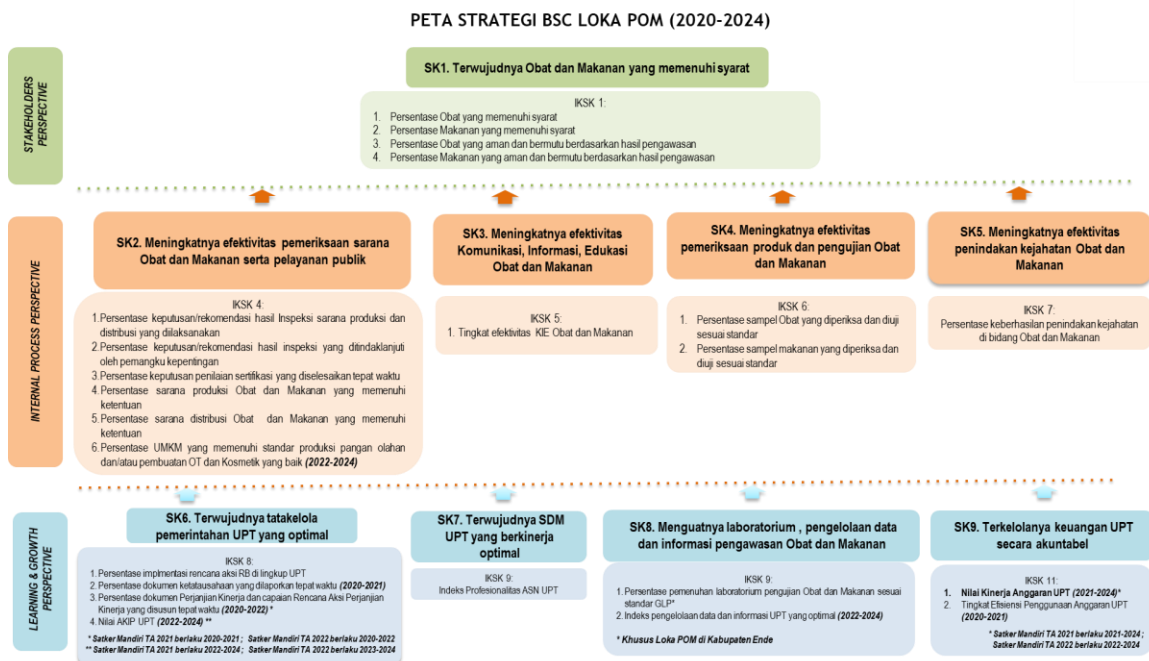 PETA STRATEGI BSC LOKA POM (2020-2024)
STAKEHOLDERS
PERSPECTIVE
SK1. Terwujudnya Obat dan Makanan yang memenuhi syarat
IKSK 1:
1. Persentase Obat yang memenuhi syarat
2. Persentase Makanan yang memenuhi syarat
3. Persentase Obat yang aman dan bermutu berdasarkan hasil pengawasan
4. Persentase Makanan yang aman dan bermutu berdasarkan hasil pengawasan
INTERNAL PROCESS PERSPECTIVE
SK2. Meningkatnya efektivitas pemeriksaan sarana
Obat dan Makanan serta pelayanan publik
IKSK 4:
1.Persentase keputusan/rekomendasi hasil Inspeksi sarana produksi dan
distribusi yang diilaksanakan
2.Persentase keputusan/rekomendasi hasil inspeksi yang ditindaklanjuti
oleh pemangku kepentingan
3.Persentase keputusan penilaian sertifikasi yang diselesaikan tepat waktu
4.Persentase sarana produksi Obat dan Makanan yang memenuhi
ketentuan
5.Persentase sarana distribusi Obat dan Makanan yang memenuhi
ketentuan
6.Persentase UMKM yang memenuhi standar produksi pangan olahan
dan/atau pembuatan OT dan Kosmetik yang baik (2022-2024)
SK3. Meningkatnya efektivitas
Komunikasi, Informasi, Edukasi
Obat dan Makanan
IKSK 5:
1. Tingkat efektivitas KIE Obat dan Makanan
SK4. Meningkatnya efektivitas
pemeriksaan produk dan pengujian Obat
dan Makanan
IKSK 6:
1. Persentase sampel Obat yang diperiksa dan diuji
sesuai standar
2. Persentase sampel makanan yang diperiksa dan
diuji sesuai standar
SK5. Meningkatnya efektivitas
penindakan kejahatan Obat dan
Makanan
IKSK 7:
Persentase keberhasilan penindakan kejahatan
di bidang Obat dan Makanan
LEARNING & GROWTH
PERSPECTIVE
SK6. Terwujudnya tatakelola
pemerintahan UPT yang optimal
IKSK 8:
1. Persentase implmentasi rencana aksi RB di lingkup UPT
2. Persentase dokumen ketatausahaan yang dilaporkan tepat waktu (2020-2021)
3. Persentase dokumen Perjanjian Kinerja dan capaian Rencana Aksi Perjanjian
Kinerja yang disusun tepat waktu (2020-2022) *
4. Nilai AKIP UPT (2022-2024) **
* Satker Mandiri TA 2021 berlaku 2020-2021 ; Satker Mandiri TA 2022 berlaku 2020-2022
** Satker Mandiri TA 2021 berlaku 2022-2024 ; Satker Mandiri TA 2022 berlaku 2023-2024
SK7. Terwujudnya SDM
UPT yang berkinerja
optimal
IKSK 9:
Indeks Profesionalitas ASN UPT
SK8. Menguatnya laboratorium , pengelolaan data
dan informasi pengawasan Obat dan Makanan
IKSK 9:
1. Persentase pemenuhan laboratorium pengujian Obat dan Makanan sesuai
standar GLP*
2. Indeks pengelolaan data dan informasi UPT yang optimal (2022-2024)
* Khusus Loka POM di Kabupaten Ende
SK9. Terkelolanya keuangan UPT
secara akuntabel
IKSK 11:
1. Nilai Kinerja Anggaran UPT (2021-2024)*
2. Tingkat Efisiensi Penggunaan Anggaran UPT
(2020-2021)
* Satker Mandiri TA 2021 berlaku 2021-2024 ;
Satker Mandiri TA 2022 berlaku 2022-2024